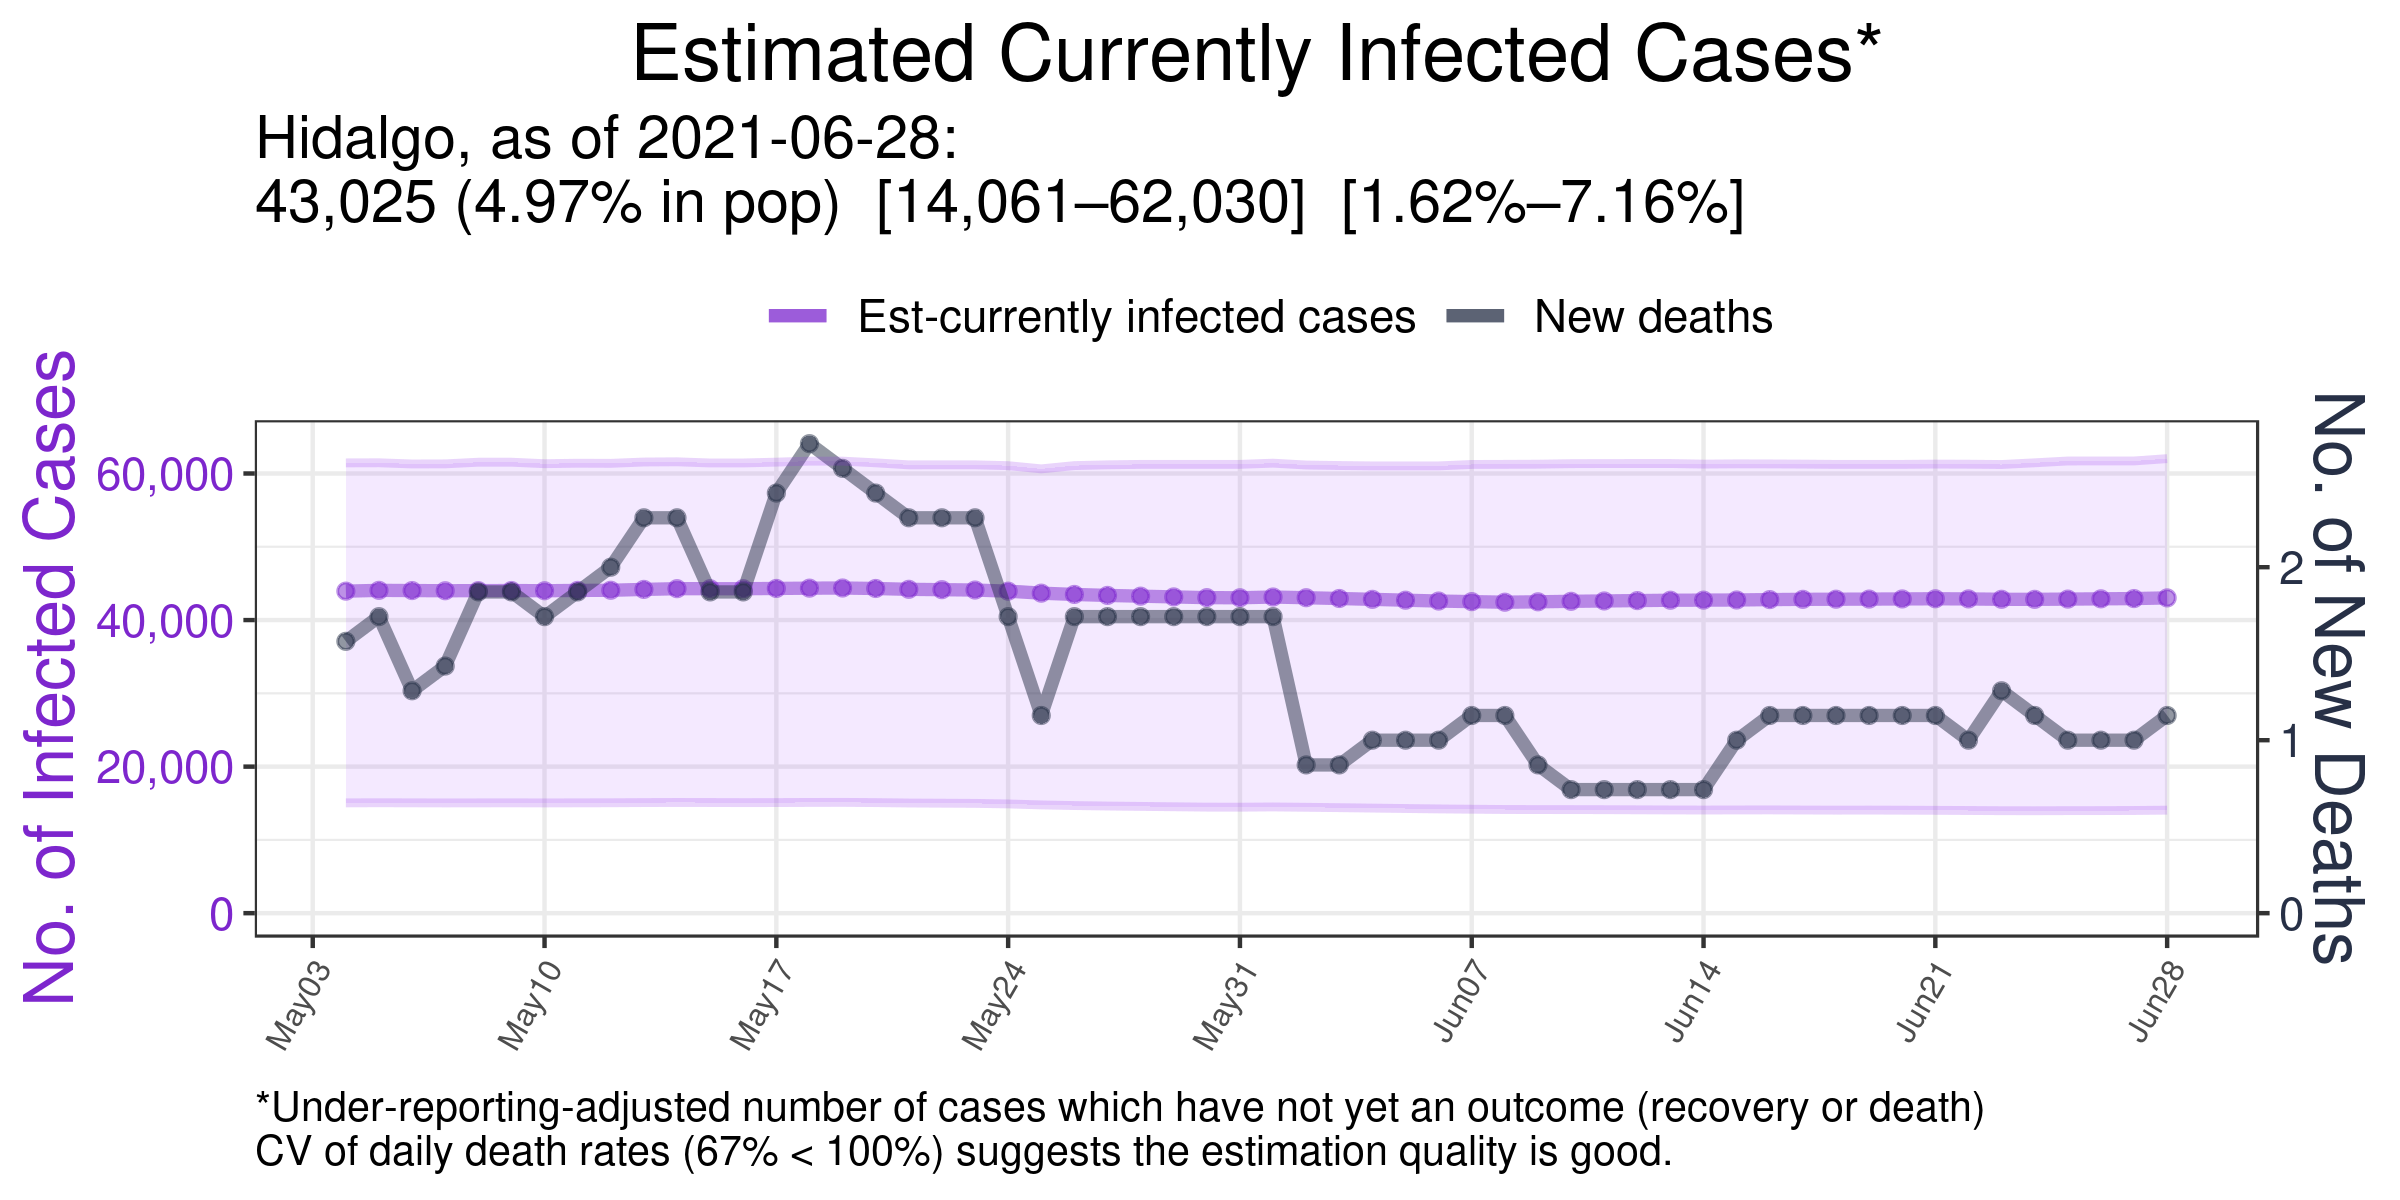 Estimated Currently Infected Cases*
Hidalgo, as of 2021-06-28:
43,025 (4.97% in pop)  [14,061–62,030]  [1.62%–7.16%]
Est-currently infected cases
New deaths
No. of Infected Cases
60,000
40,000
20,000
0
2
1
0
No. of New Deaths
May03
May10
May17
May24
May31
Jun07
Jun14
Jun21
Jun28
*Under-reporting-adjusted number of cases which have not yet an outcome (recovery or death)
CV of daily death rates (67% < 100%) suggests the estimation quality is good.